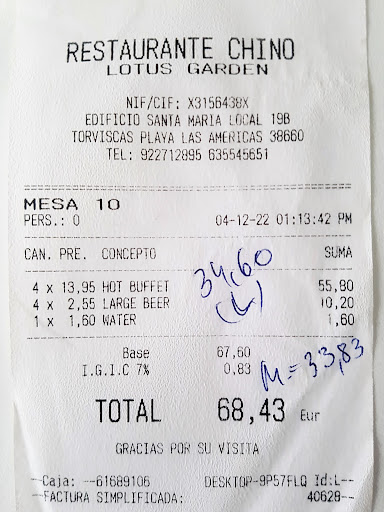 RESTAURANTE CHINO
LOTUS GARDEN
NIF/CIF: X3156438X
EDIFICIO SANTA MARIA LOCAL 19B
TORVISCAS PLAYA LAS AMERICAS 38660
TEL: 922712895 635545651
MESA 10
PERS.: 0 04-12-22 01:13:42 PM
CAN. PRE. CONCEPTO SUMA
34,60
4 x 13,95 HOT BUFFET 55,80
4 x 2,55 LARGE BEER (L) 10,20
1 x 1,60 WATER 1,60
Base 67,60
I.G.I.C 7% 0,83
M = 33,83
TOTAL 68,43 Eur
GRACIAS POR SU VISITA
--Caja: --61689106 DESKTOP-9P57FLQ Id:L--
--FACTURA SIMPLIFICADA: 40628--